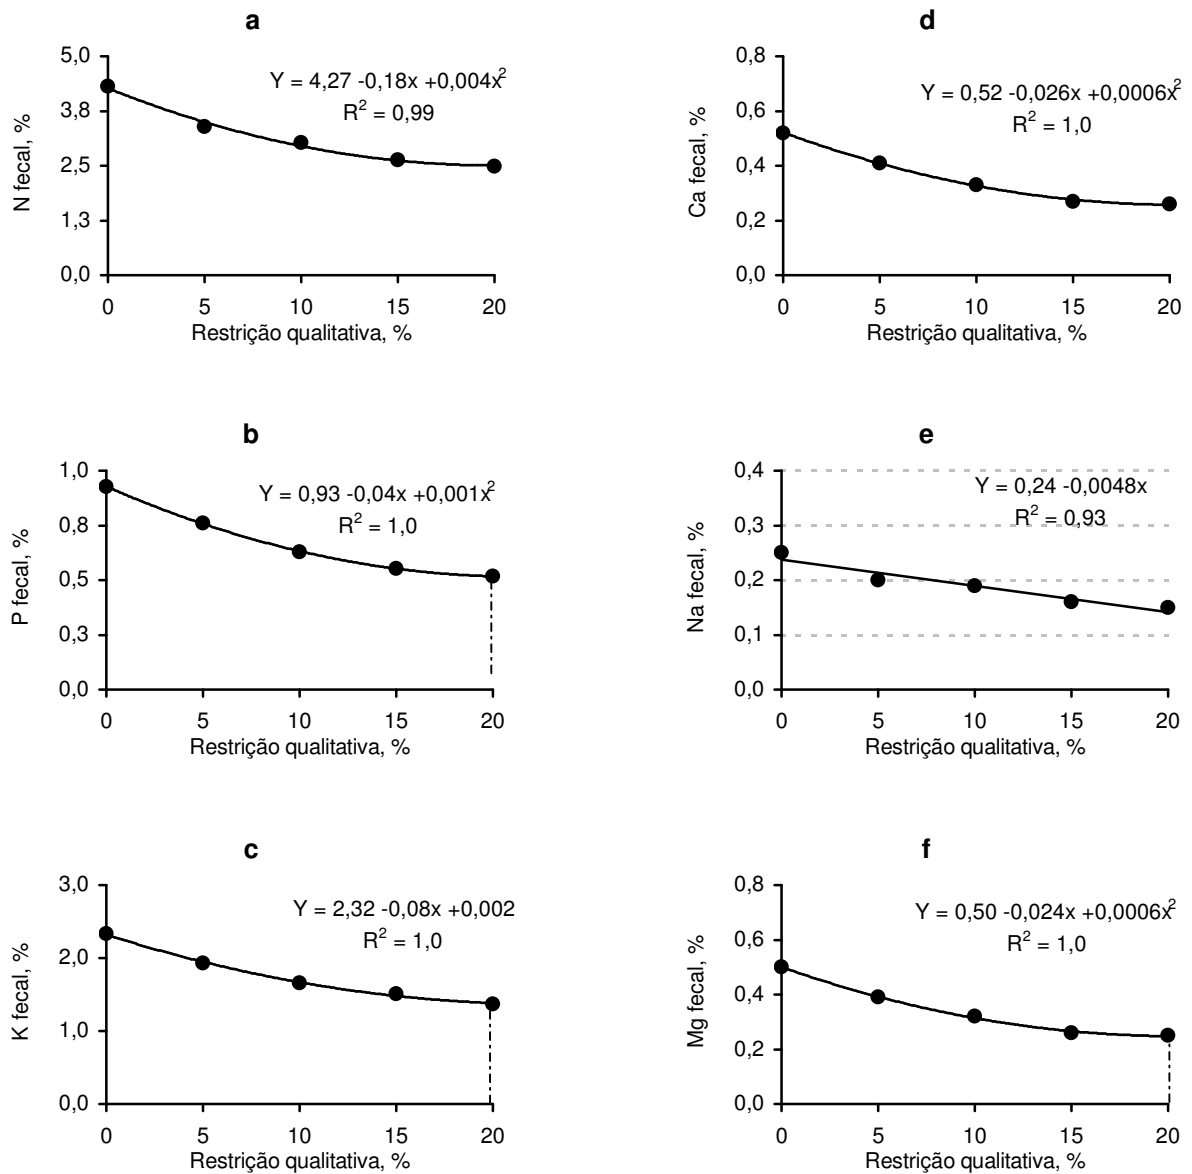 a
5,0
3,8
2,5
1,3
0,0
N fecal, %
Y = 4,27 -0,18x +0,004x²
R² = 0,99
0 5 10 15 20
Restrição qualitativa, %
d
0,8
0,6
0,4
0,2
0,0
Ca fecal, %
Y = 0,52 -0,026x +0,0006x²
R² = 1,0
0 5 10 15 20
Restrição qualitativa, %
b
1,0
0,8
0,5
0,3
0,0
P fecal, %
Y = 0,93 -0,04x +0,001x²
R² = 1,0
0 5 10 15 20
Restrição qualitativa, %
e
0,4
0,3
0,2
0,1
0,0
Na fecal, %
Y = 0,24 -0,0048x
R² = 0,93
0 5 10 15 20
Restrição qualitativa, %
c
3,0
2,0
1,0
0,0
K fecal, %
Y = 2,32 -0,08x +0,002
R² = 1,0
0 5 10 15 20
Restrição qualitativa, %
f
0,8
0,6
0,4
0,2
0,0
Mg fecal, %
Y = 0,50 -0,024x +0,0006x²
R² = 1,0
0 5 10 15 20
Restrição qualitativa, %